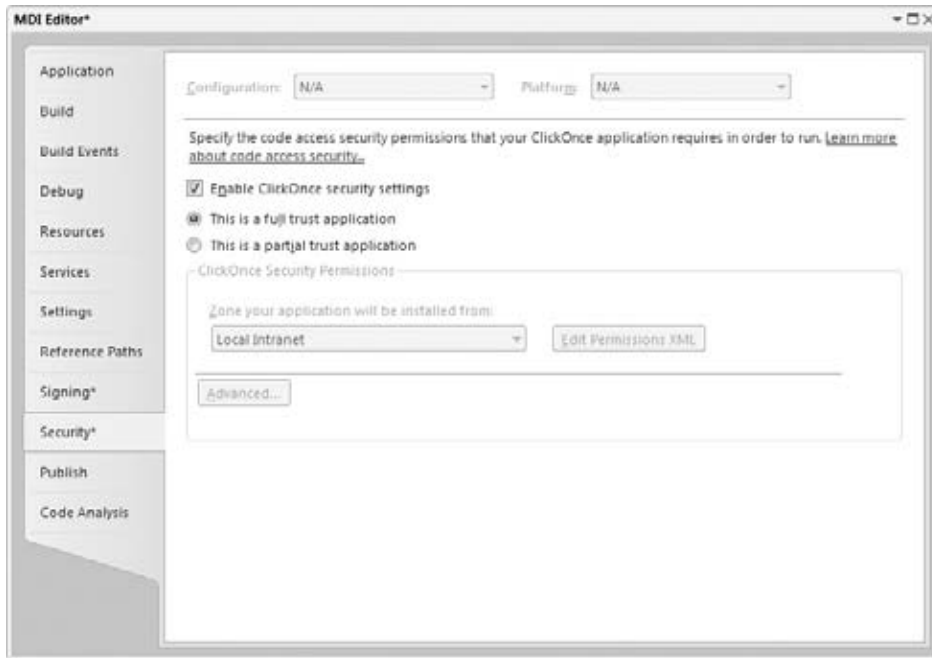 MDI Editor*
Application
Build
Build Events
Debug
Resources
Services
Settings
Reference Paths
Signing*
Security*
Publish
Code Analysis
Configuration: N/A Platform: N/A
Specify the code access security permissions that your ClickOnce application requires in order to run. Learn more
about code access security...
Enable ClickOnce security settings
This is a full trust application
This is a partial trust application
ClickOnce Security Permissions
Zone your application will be installed from:
Local Intranet Edit Permissions XML
Advanced...